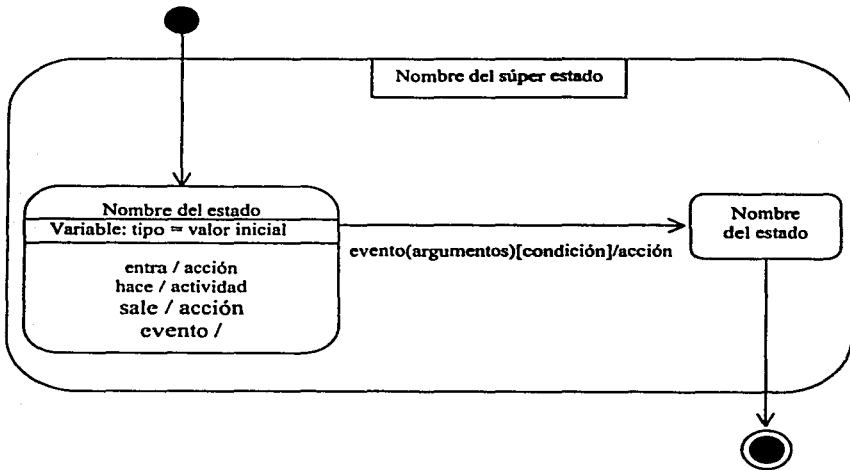 Nombre del súper estado
Nombre del estado
Variable: tipo = valor inicial
entra / acción
hace / actividad
sale / acción
evento /
evento(argumentos)[condición]/acción
Nombre
del estado